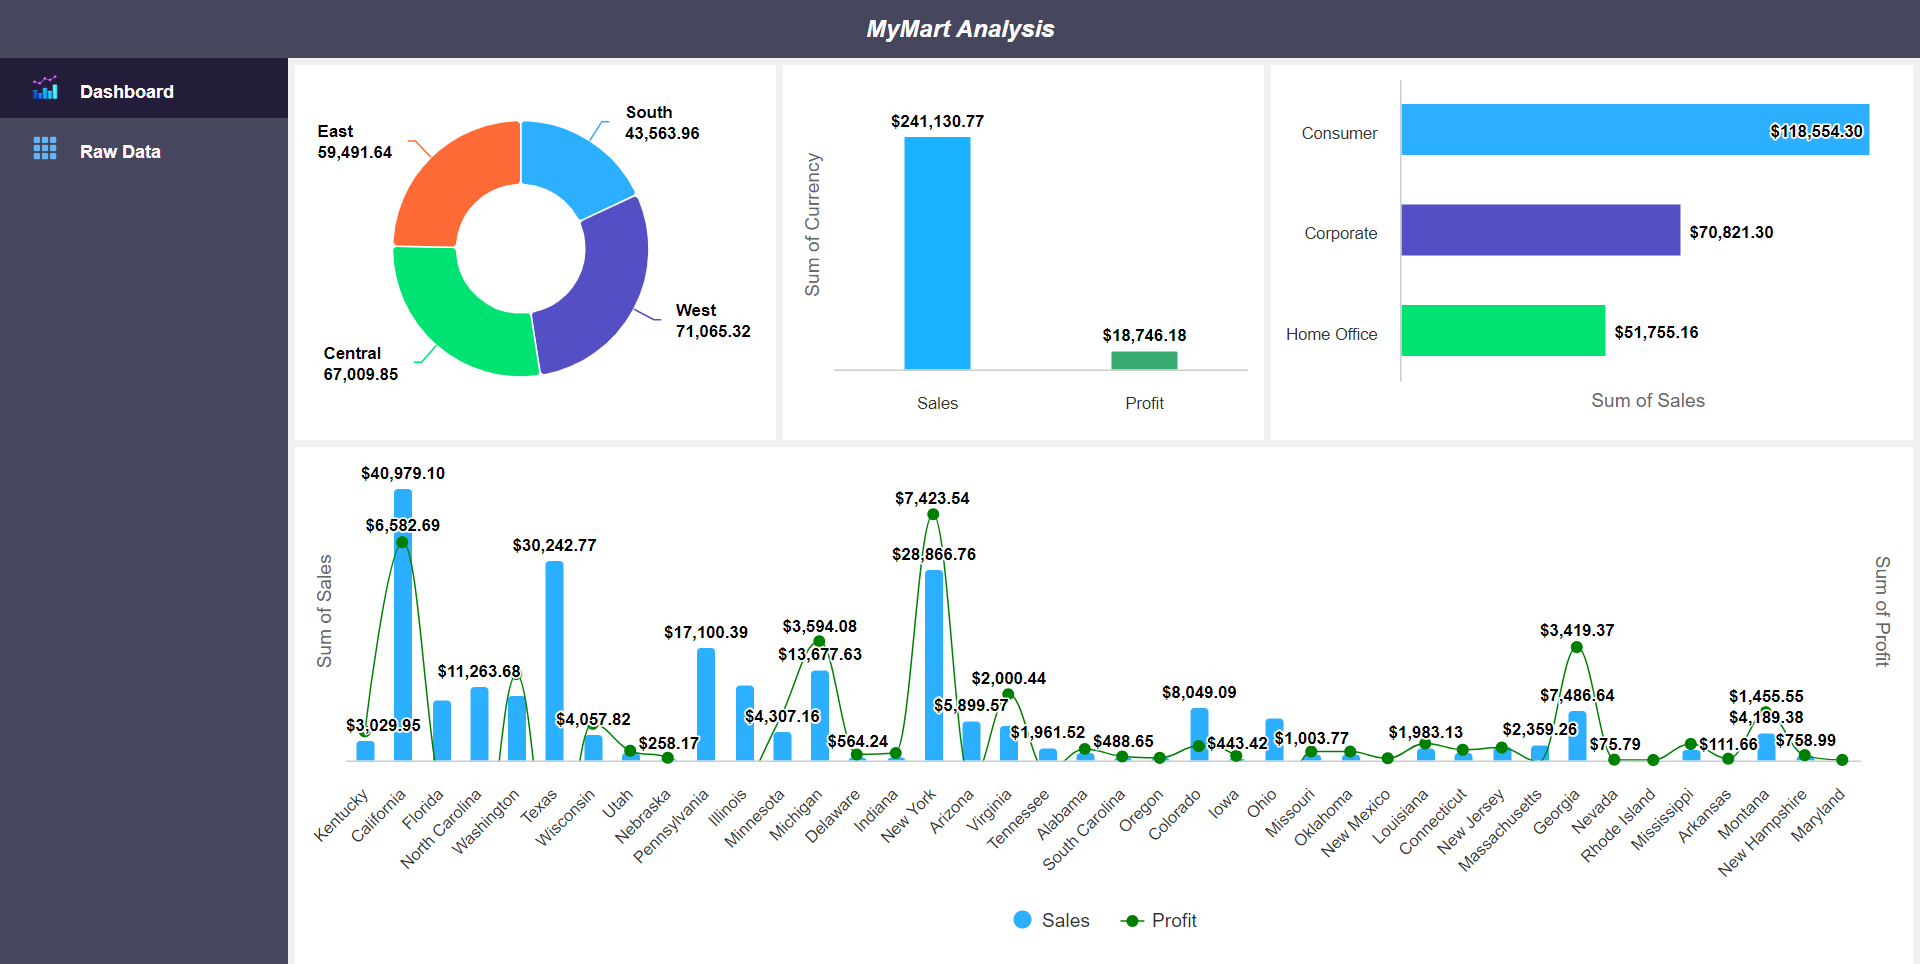 MyMart Analysis
Dashboard
Raw Data
South
43,563.96
East
59,491.64
West
71,065.32
Central
67,009.85
Sum of Currency
$241,130.77
$18,746.18
Sales
Profit
Consumer
$118,554.30
Corporate
$70,821.30
Home Office
$51,755.16
Sum of Sales
Sum of Sales
Sum of Profit
$40,979.10
$6,582.69
$7,423.54
$30,242.77
$28,866.76
$17,100.39
$3,594.08
$3,419.37
$13,677.63
$11,263.68
$2,000.44
$8,049.09
$7,486.64
$1,455.55
$5,899.57
$4,307.16
$4,189.38
$4,057.82
$3,029.95
$1,961.52
$1,983.13
$2,359.26
$564.24
$258.17
$488.65
$443.42
$1,003.77
$75.79
$111.66
$758.99
Kentucky
California
Florida
North Carolina
Washington
Texas
Wisconsin
Utah
Nebraska
Pennsylvania
Illinois
Minnesota
Michigan
Delaware
Indiana
New York
Arizona
Virginia
Tennessee
Alabama
South Carolina
Oregon
Colorado
Iowa
Ohio
Missouri
Oklahoma
New Mexico
Louisiana
Connecticut
New Jersey
Massachusetts
Georgia
Nevada
Rhode Island
Mississippi
Arkansas
Montana
New Hampshire
Maryland
Sales
Profit